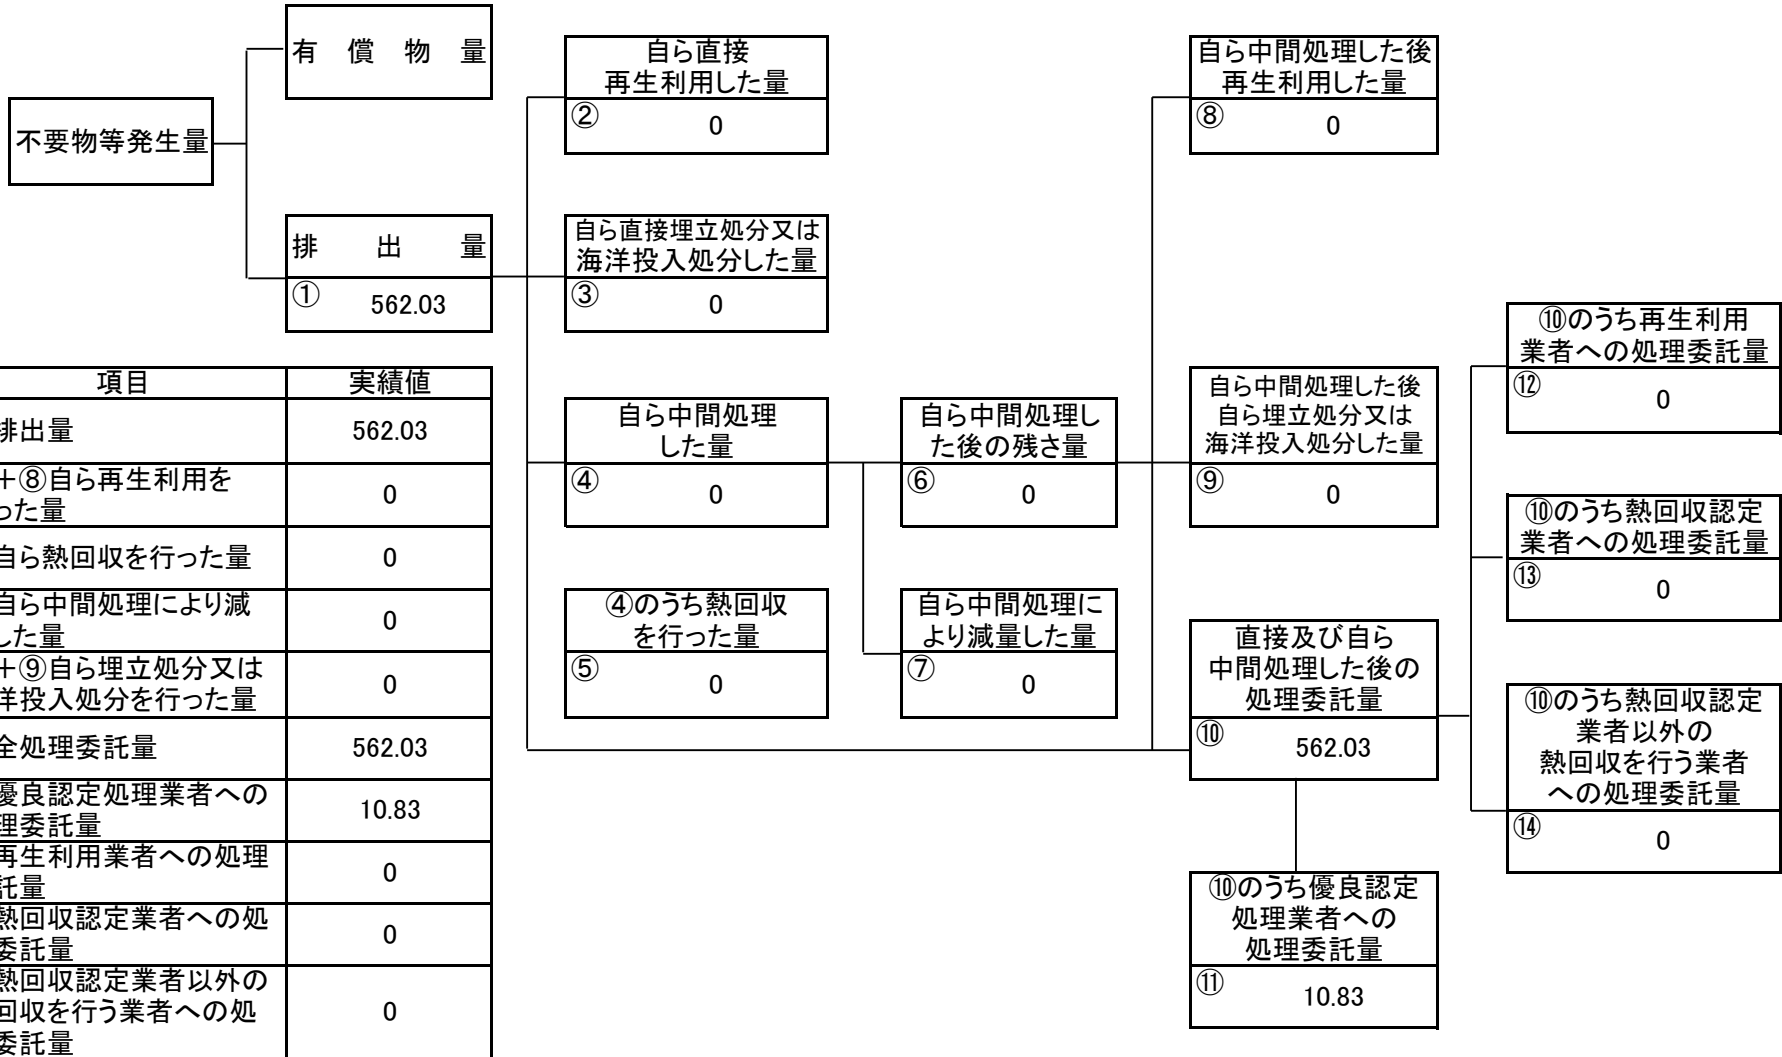 有償物量
不要物等発生量
排出量
① 562.03
自ら直接
再生利用した量
② 0
自ら直接埋立処分又は
海洋投入処分した量
③ 0
自ら中間処理
した量
④ 0
④のうち熱回収
を行った量
⑤ 0
自ら中間処理し
た後の残さ量
⑥ 0
自ら中間処理に
より減量した量
⑦ 0
自ら中間処理した後
再生利用した量
⑧ 0
自ら中間処理した後
自ら埋立処分又は
海洋投入処分した量
⑨ 0
直接及び自ら
中間処理した後の
処理委託量
⑩ 562.03
⑩のうち優良認定
処理業者への
処理委託量
⑪ 10.83
⑩のうち再生利用
業者への処理委託量
⑫ 0
⑩のうち熱回収認定
業者への処理委託量
⑬ 0
⑩のうち熱回収認定
業者以外の
熱回収を行う業者
への処理委託量
⑭ 0
項目 実績値
排出量 562.03
+⑧自ら再生利用を
った量 0
自ら熱回収を行った量 0
自ら中間処理により減
した量 0
+⑨自ら埋立処分又は
洋投入処分を行った量 0
全処理委託量 562.03
優良認定処理業者への
理委託量 10.83
再生利用業者への処理
託量 0
熱回収認定業者への処
委託量 0
熱回収認定業者以外の
回収を行う業者への処
委託量 0